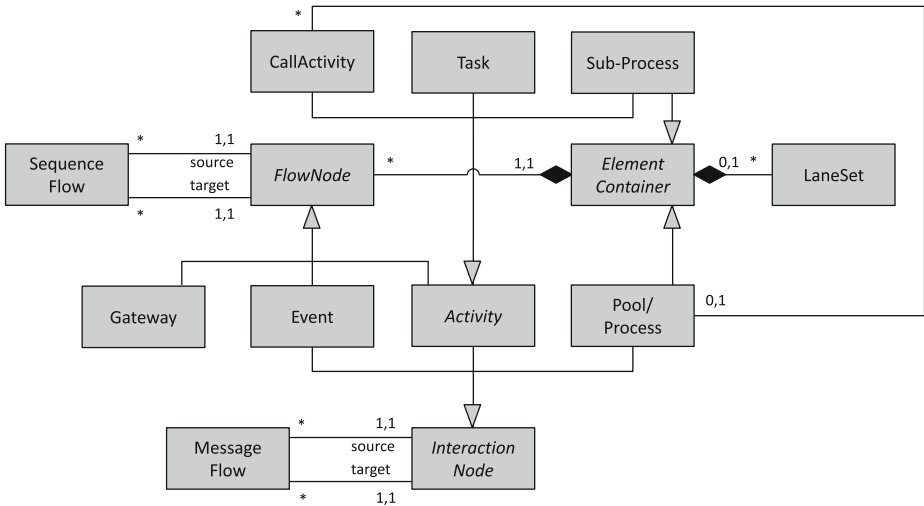 *
CallActivity
Task
Sub-Process
* 1,1
source
target
* 1,1
Sequence
Flow
FlowNode
* 1,1
Element
Container
0,1 *
LaneSet
Gateway
Event
Activity
Pool/
Process
0,1
* 1,1
source
target
* 1,1
Message
Flow
Interaction
Node